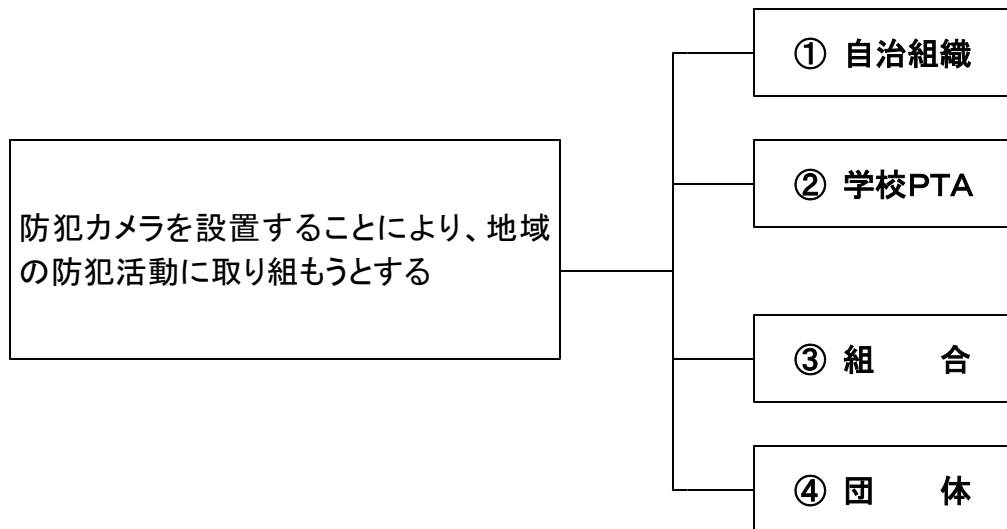 ① 自治組織
② 学校PTA
防犯カメラを設置することにより、地域
の防犯活動に取り組もうとする
③ 組　　合
④ 団　　体